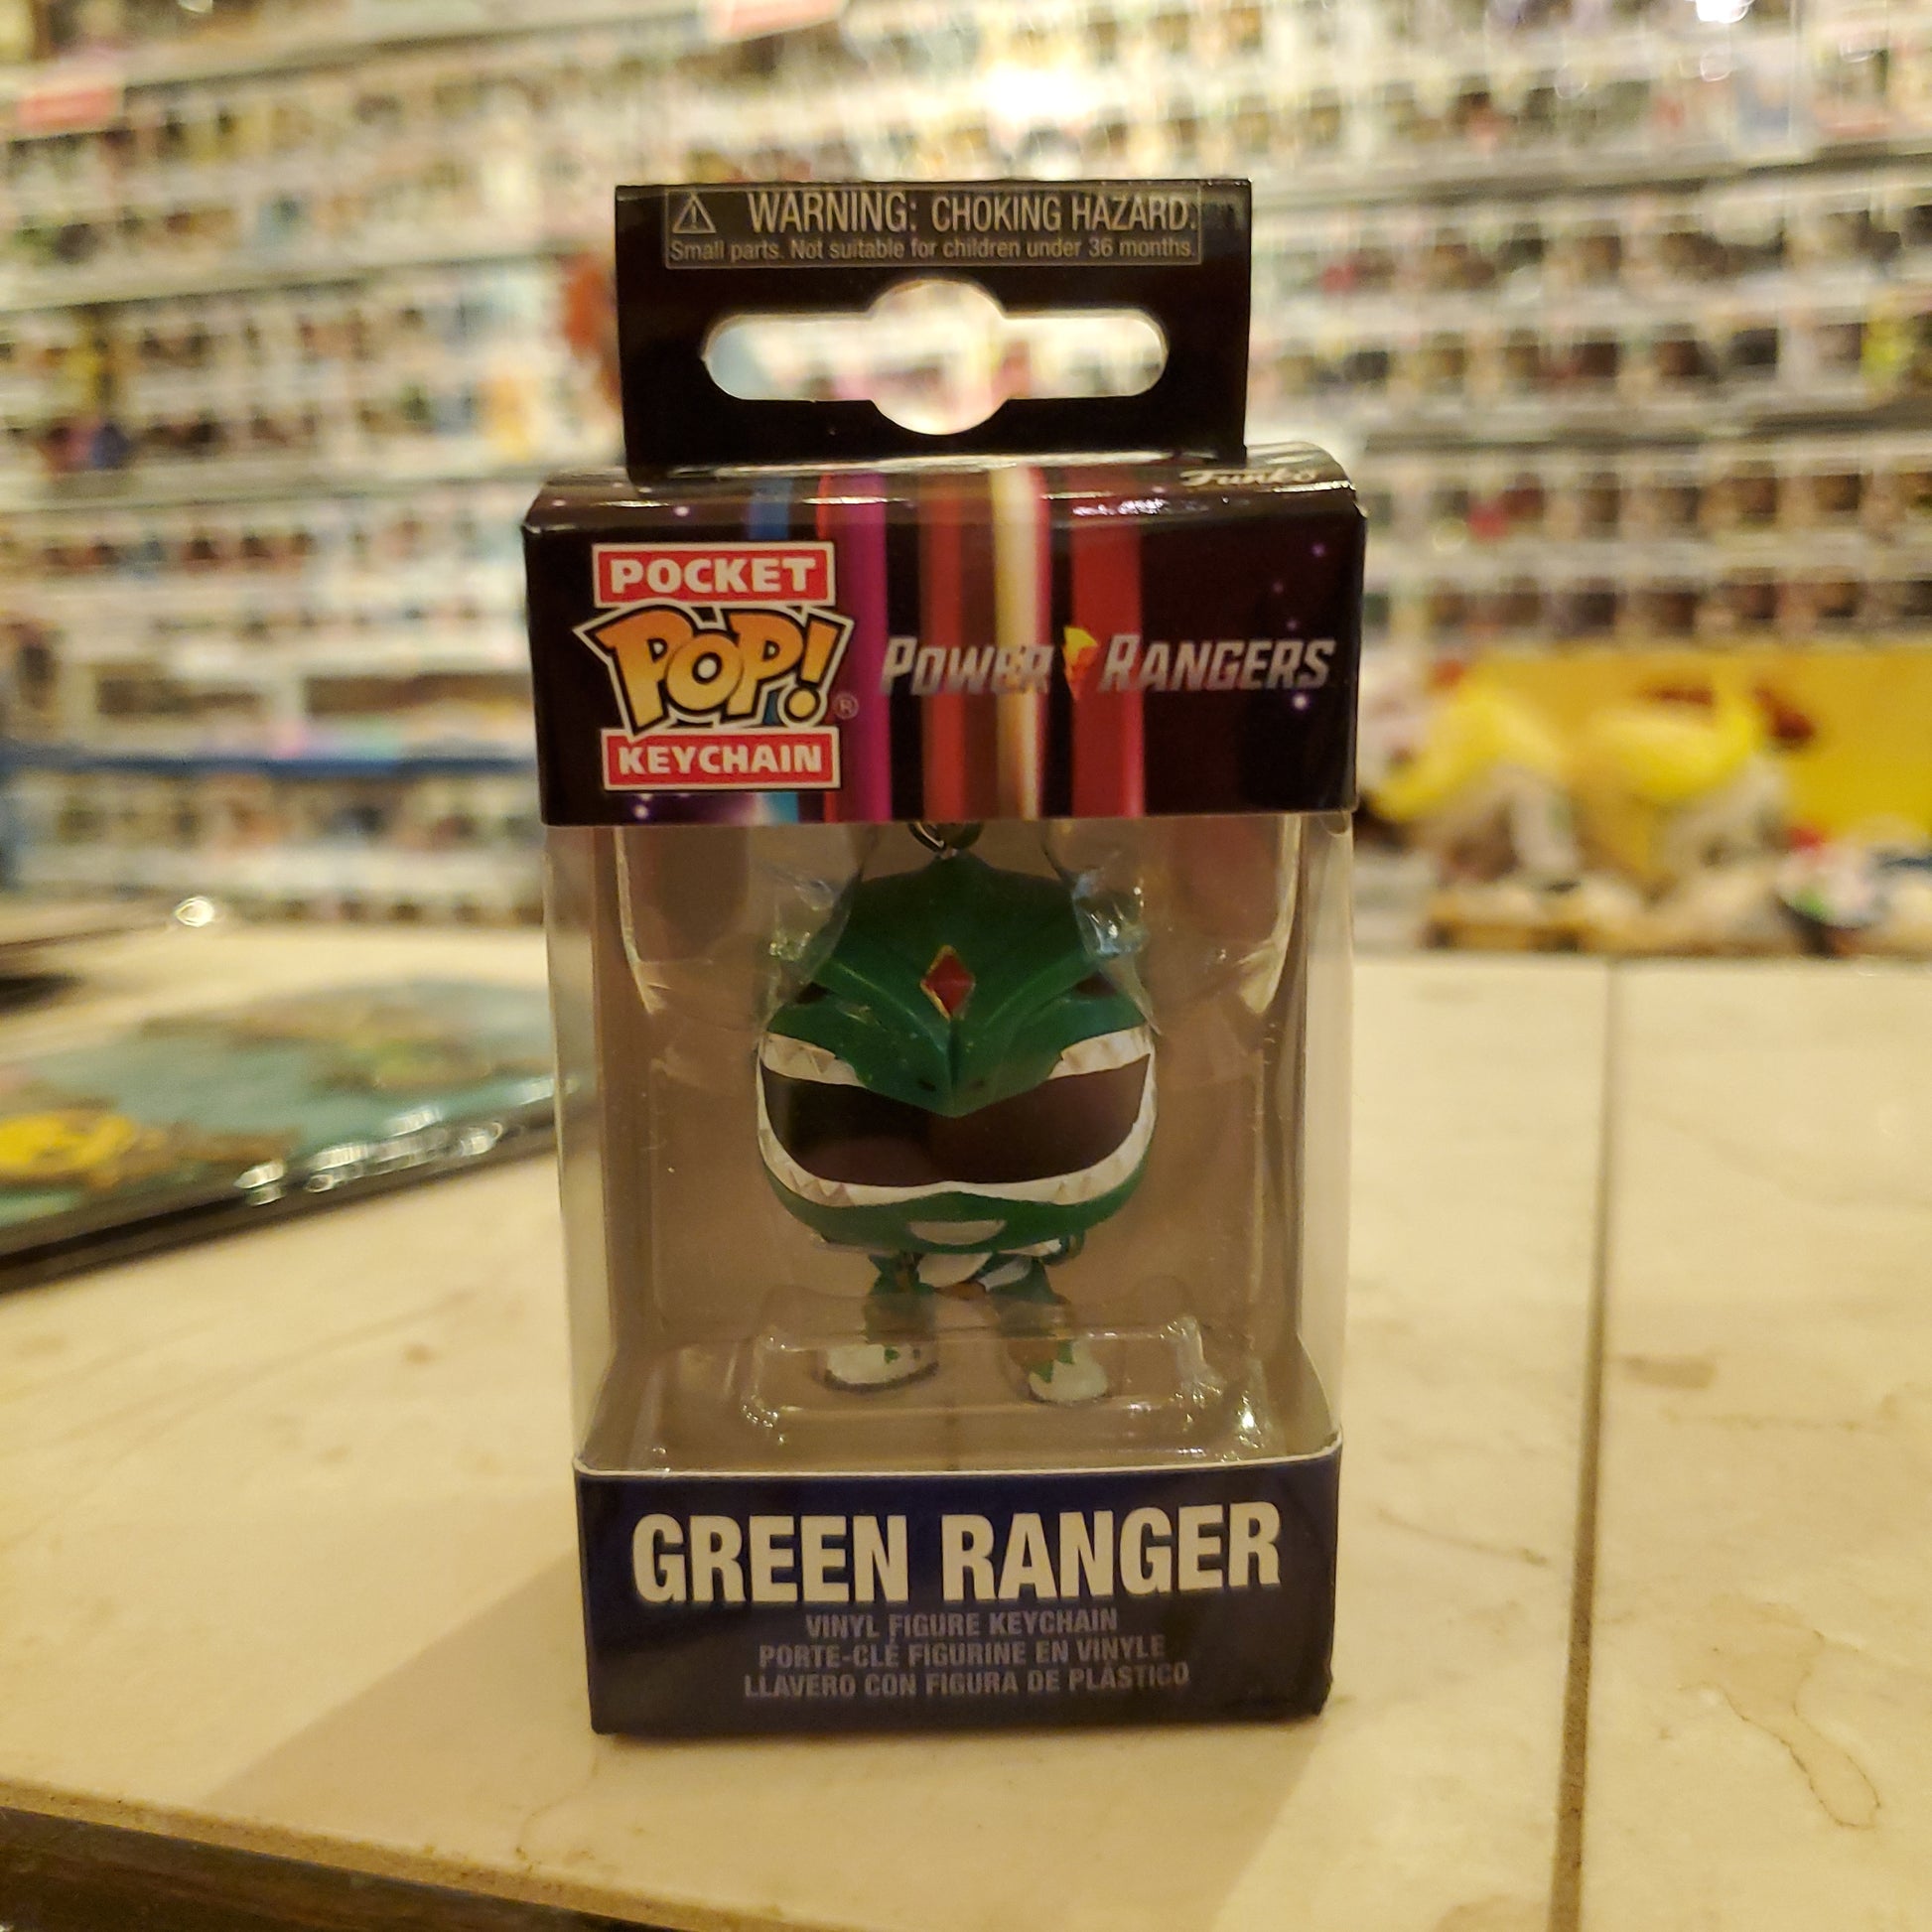 WARNING: CHOKING HAZARD.
Small parts. Not suitable for children under 36 months.
Funko
POCKET
POP! ®
KEYCHAIN
POWER RANGERS
GREEN RANGER
VINYL FIGURE KEYCHAIN
PORTE-CLÉ FIGURINE EN VINYLE
LLAVERO CON FIGURA DE PLÁSTICO